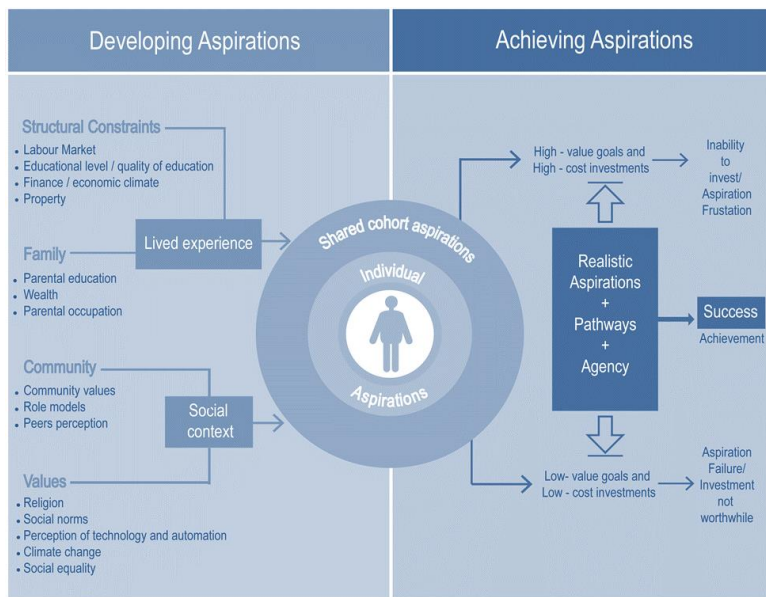 Developing Aspirations
Structural Constraints
• Labour Market
• Educational level / quality of education
• Finance / economic climate
• Property
Lived experience
Family
• Parental education
• Wealth
• Parental occupation
Community
• Community values
• Role models
• Peers perception
Social
context
Values
• Religion
• Social norms
• Perception of technology and automation
• Climate change
• Social equality
Shared cohort aspirations
Individual
Aspirations
Achieving Aspirations
High - value goals and
High - cost investments
Inability
to
invest/
Aspiration
Frustation
Realistic
Aspirations
+
Pathways
+
Agency
Success
Achievement
Low- value goals and
Low - cost investments
Aspiration
Failure/
Investment
not
worthwhile